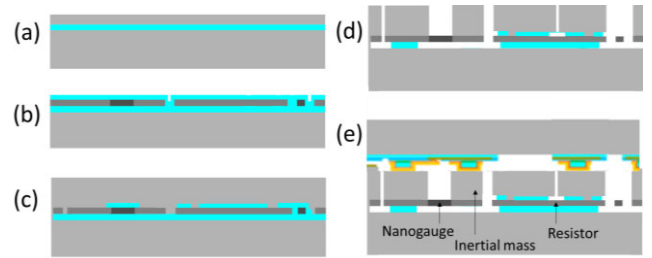 (a)
(b)
(c)
(d)
(e)
Nanogauge
Inertial mass
Resistor